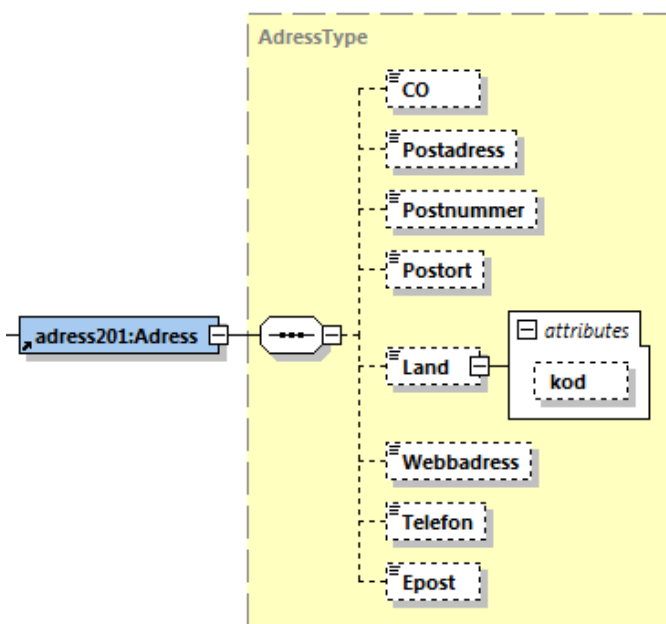 AdressType
CO
Postadress
Postnummer
Postort
adress201:Adress
Land
attributes
kod
Webbadress
Telefon
Epost